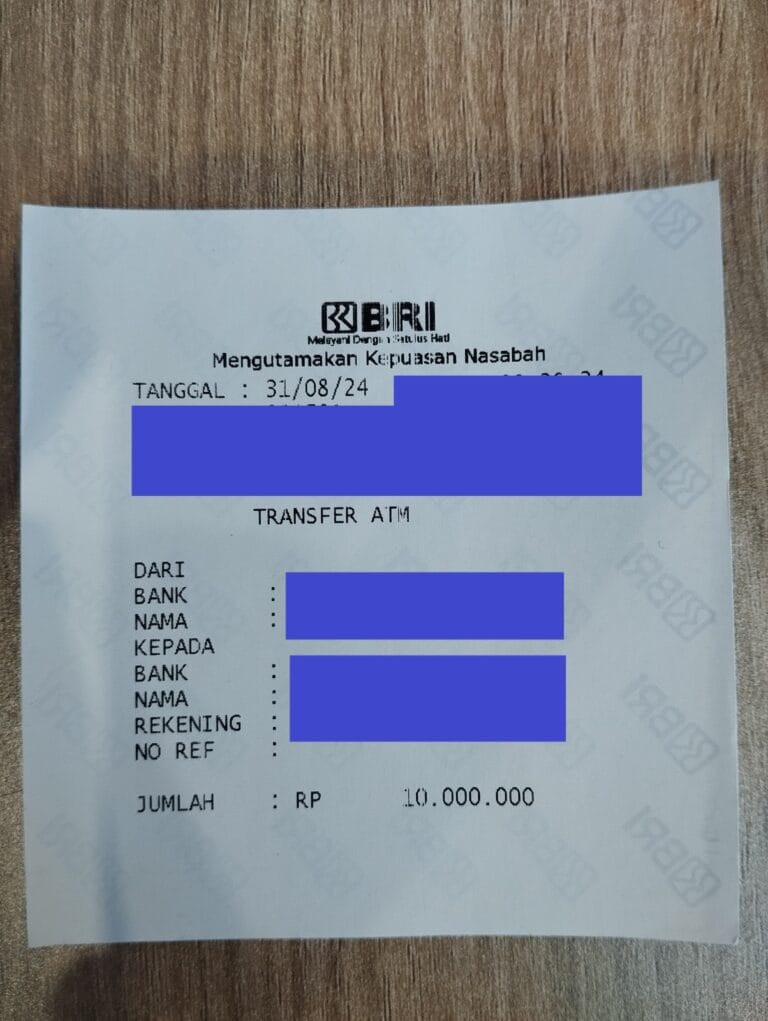 BRI
Melayani Dengan Setulus Hati
Mengutamakan Kepuasan Nasabah
TANGGAL : 31/08/24
TRANSFER ATM
DARI
BANK :
NAMA :
KEPADA
BANK :
NAMA :
REKENING :
NO REF :
JUMLAH : RP 10.000.000